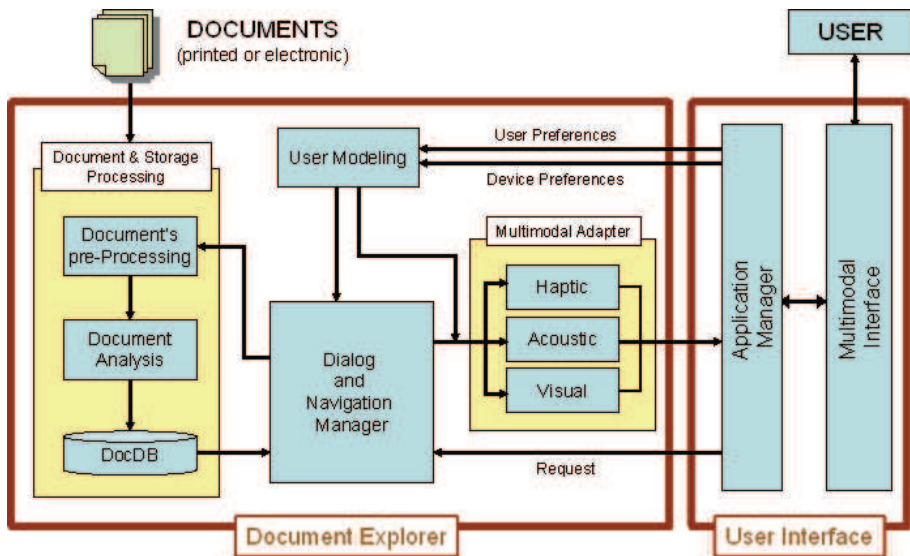 DOCUMENTS
(printed or electronic)
USER
Document & Storage
Processing
User Modeling
User Preferences
Device Preferences
Document's
pre-Processing
Multimodal Adapter
Haptic
Document
Analysis
Dialog
and
Navigation
Manager
Acoustic
Visual
Application
Manager
Multimodal
Interface
DocDB
Request
Document Explorer
User Interface